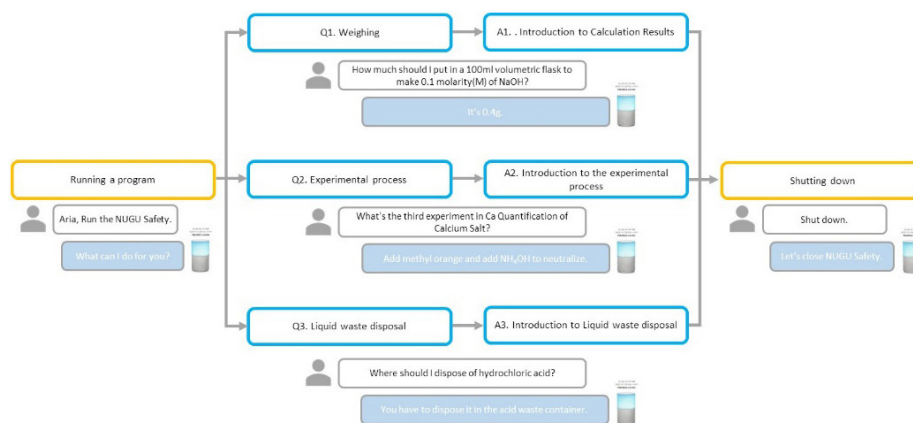 Q1. Weighing
A1. . Introduction to Calculation Results
How much should I put in a 100ml volumetric flask to
make 0.1 molarity(M) of NaOH?
It's 0.4g.
Running a program
Aria, Run the NUGU Safety.
What can I do for you?
Q2. Experimental process
A2. Introduction to the experimental
process
What's the third experiment in Ca Quantification of
Calcium Salt?
Add methyl orange and add NH₄OH to neutralize.
Shutting down
Shut down.
Let's close NUGU Safety.
Q3. Liquid waste disposal
A3. Introduction to Liquid waste disposal
Where should I dispose of hydrochloric acid?
You have to dispose it in the acid waste container.